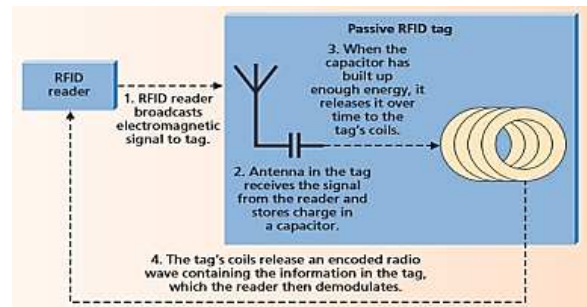 Passive RFID tag
RFID
reader
1. RFID reader
broadcasts
electromagnetic
signal to tag.
2. Antenna in the tag
receives the signal
from the reader and
stores charge in
a capacitor.
3. When the
capacitor has
built up
enough energy, it
releases it over
time to the
tag's coils.
4. The tag's coils release an encoded radio
wave containing the information in the tag,
which the reader then demodulates.